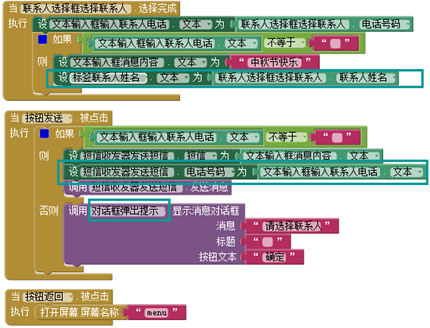 当 联系人选择框选择联系人 .选择完成
执行 设 文本输入框输入联系人电话 . 文本 为 联系人选择框选择联系人 . 电话号码
如果 文本输入框输入联系人电话 . 文本 不等于 “ ”
则 设 文本输入框消息内容 . 文本 为 “ 中秋节快乐 ”
设 标签联系人姓名 . 文本 为 联系人选择框选择联系人 . 联系人姓名
当 按钮发送 .被点击
执行 如果 文本输入框输入联系人电话 . 文本 不等于 “ ”
则 设 短信收发器发送短信 . 短信 为 文本输入框消息内容 . 文本
设 短信收发器发送短信 . 电话号码 为 文本输入框输入联系人电话 . 文本
调用 短信收发器发送短信 .发送消息
否则 调用 对话框弹出提示 .显示消息对话框
消息 “ 请选择联系人 ”
标题 “ ”
按钮文本 “ 确定 ”
当 按钮返回 .被点击
执行 打开屏幕 屏幕名称 “ menu ”